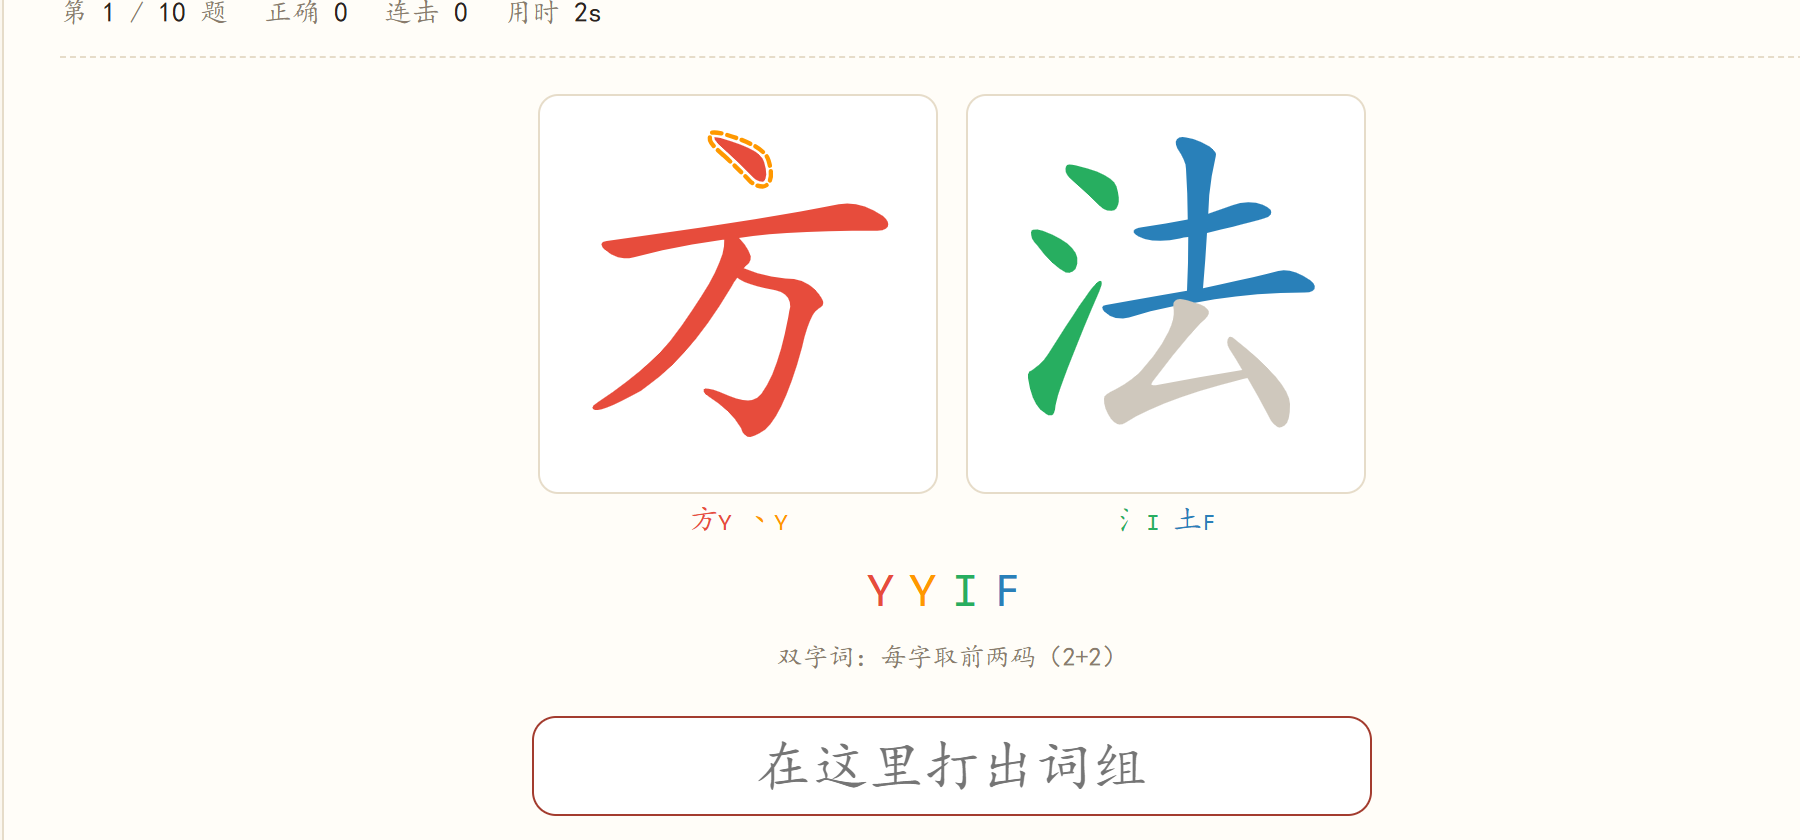 第 1 / 10 题 正确 0 连击 0 用时 2s
方 法
方Y 丶Y 氵I 土F
YYIF
双字词：每字取前两码（2+2）
在这里打出词组